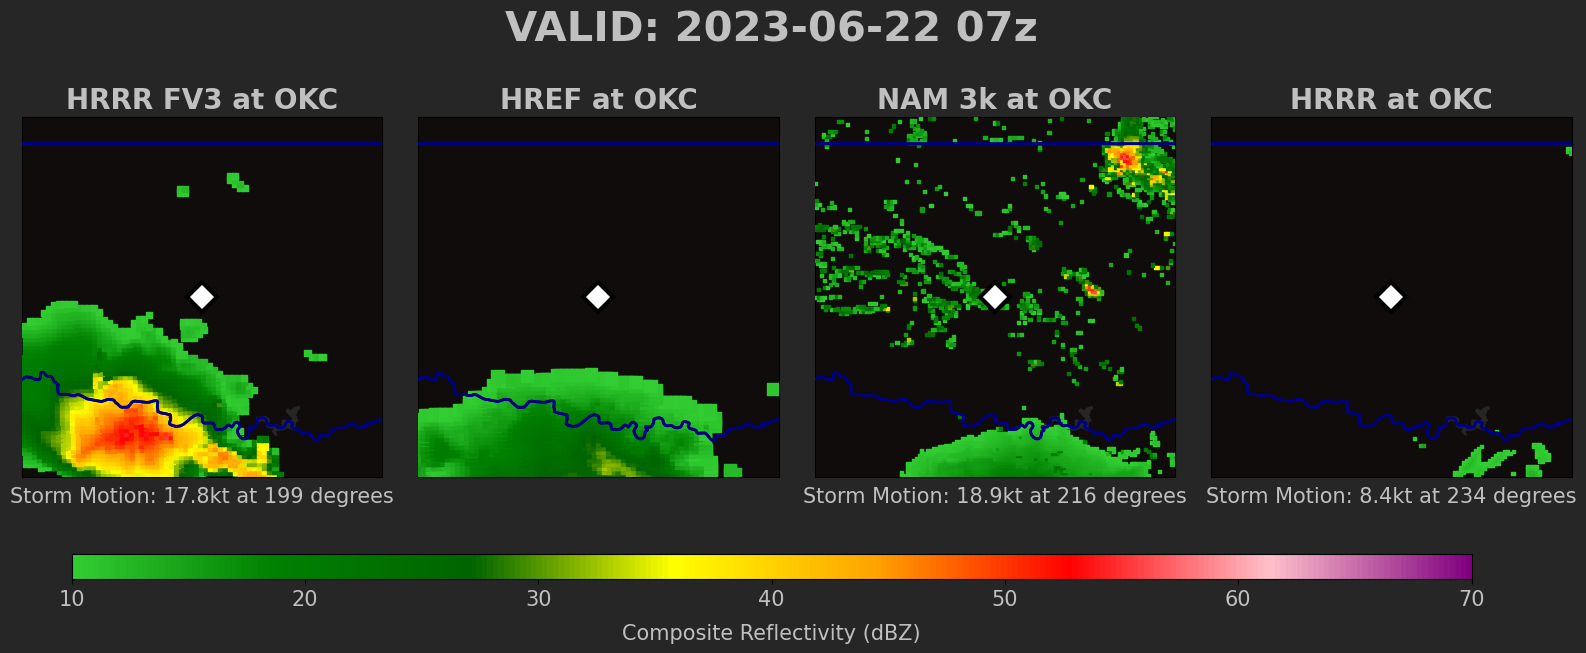 VALID: 2023-06-22 07z
HRRR FV3 at OKC
HREF at OKC
NAM 3k at OKC
HRRR at OKC
Storm Motion: 17.8kt at 199 degrees
Storm Motion: 18.9kt at 216 degrees
Storm Motion: 8.4kt at 234 degrees
10 20 30 40 50 60 70
Composite Reflectivity (dBZ)